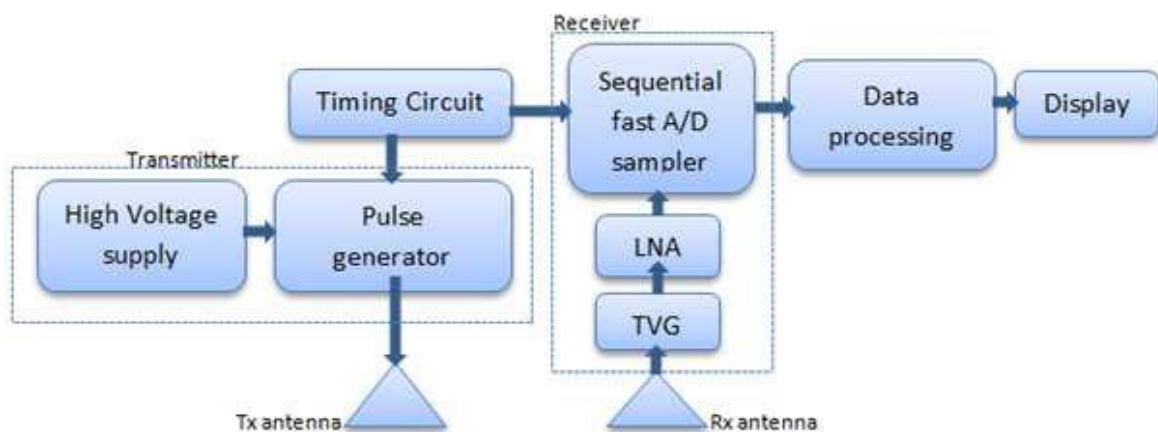 Receiver
Timing Circuit
Sequential
fast A/D
sampler
Data
processing
Display
Transmitter
High Voltage
supply
Pulse
generator
LNA
TVG
Tx antenna
Rx antenna